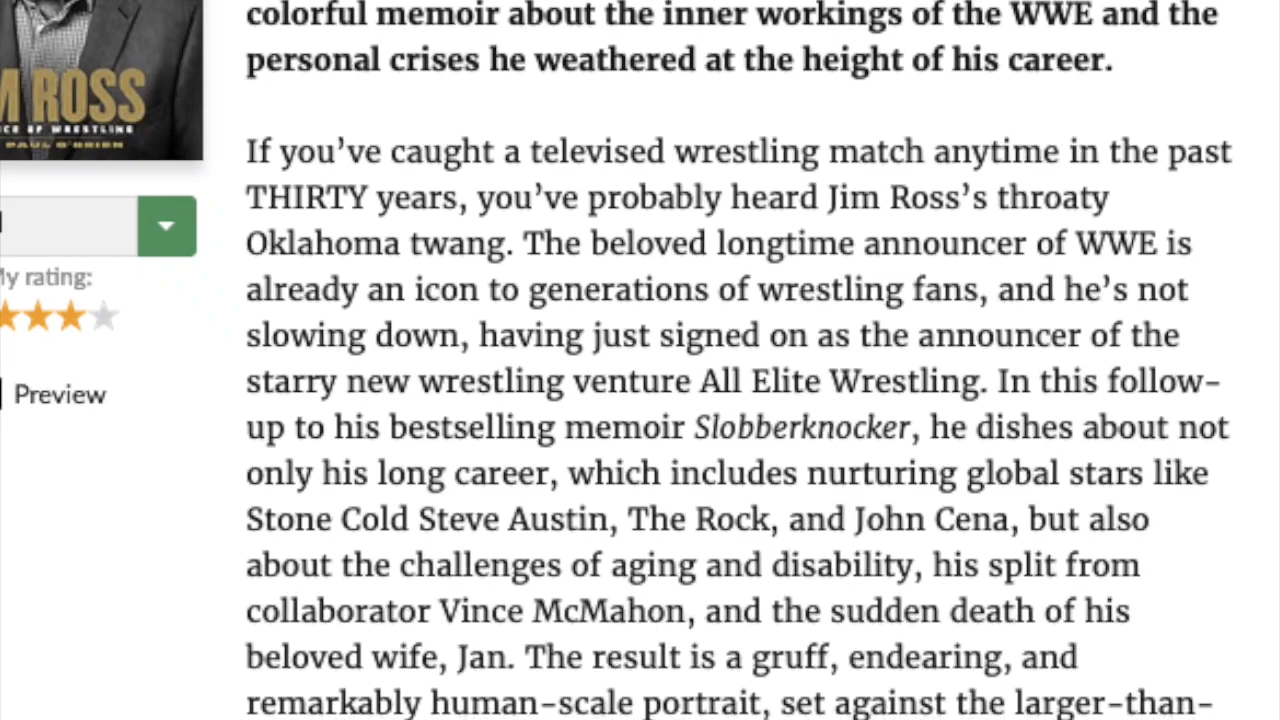 colorful memoir about the inner workings of the WWE and the
personal crises he weathered at the height of his career.
M ROSS
WRESTLING
PAUL O'BRIEN
My rating:
Preview
If you’ve caught a televised wrestling match anytime in the past
THIRTY years, you’ve probably heard Jim Ross’s throaty
Oklahoma twang. The beloved longtime announcer of WWE is
already an icon to generations of wrestling fans, and he’s not
slowing down, having just signed on as the announcer of the
starry new wrestling venture All Elite Wrestling. In this follow-
up to his bestselling memoir Slobberknocker, he dishes about not
only his long career, which includes nurturing global stars like
Stone Cold Steve Austin, The Rock, and John Cena, but also
about the challenges of aging and disability, his split from
collaborator Vince McMahon, and the sudden death of his
beloved wife, Jan. The result is a gruff, endearing, and
remarkably human-scale portrait, set against the larger-than-